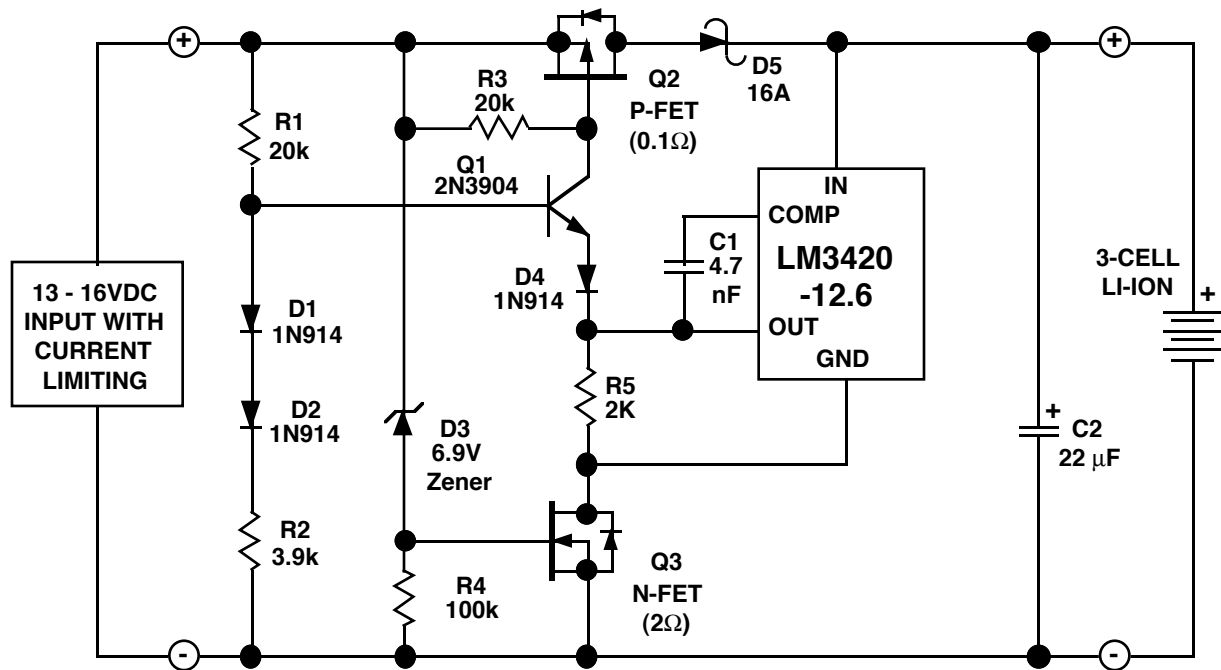 +
+
R1
20k
R3
20k
Q2
P-FET
(0.1Ω)
D5
16A
Q1
2N3904
IN
COMP
LM3420
-12.6
OUT
GND
C1
4.7
nF
D4
1N914
13 - 16VDC
INPUT WITH
CURRENT
LIMITING
D1
1N914
D2
1N914
D3
6.9V
Zener
R5
2K
3-CELL
LI-ION
+
+
C2
22 μF
R2
3.9k
R4
100k
Q3
N-FET
(2Ω)
-
-